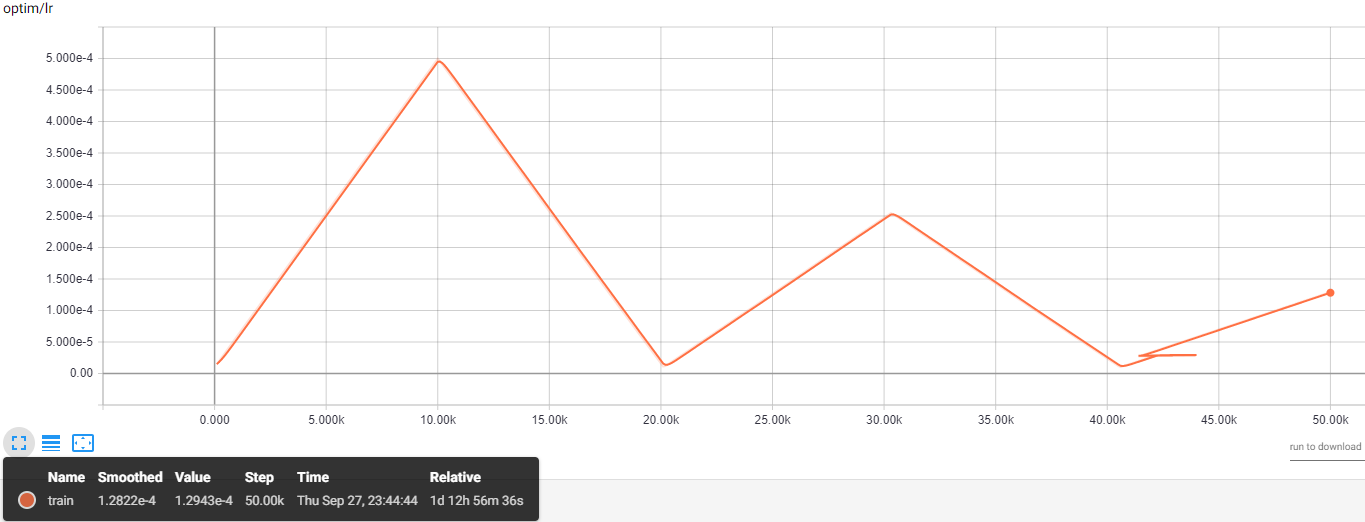 optim/lr
5.000e-4
4.500e-4
4.000e-4
3.500e-4
3.000e-4
2.500e-4
2.000e-4
1.500e-4
1.000e-4
5.000e-5
0.00
0.000 5.000k 10.00k 15.00k 20.00k 25.00k 30.00k 35.00k 40.00k 45.00k 50.00k
run to download
Name Smoothed Value Step Time Relative
train 1.2822e-4 1.2943e-4 50.00k Thu Sep 27, 23:44:44 1d 12h 56m 36s